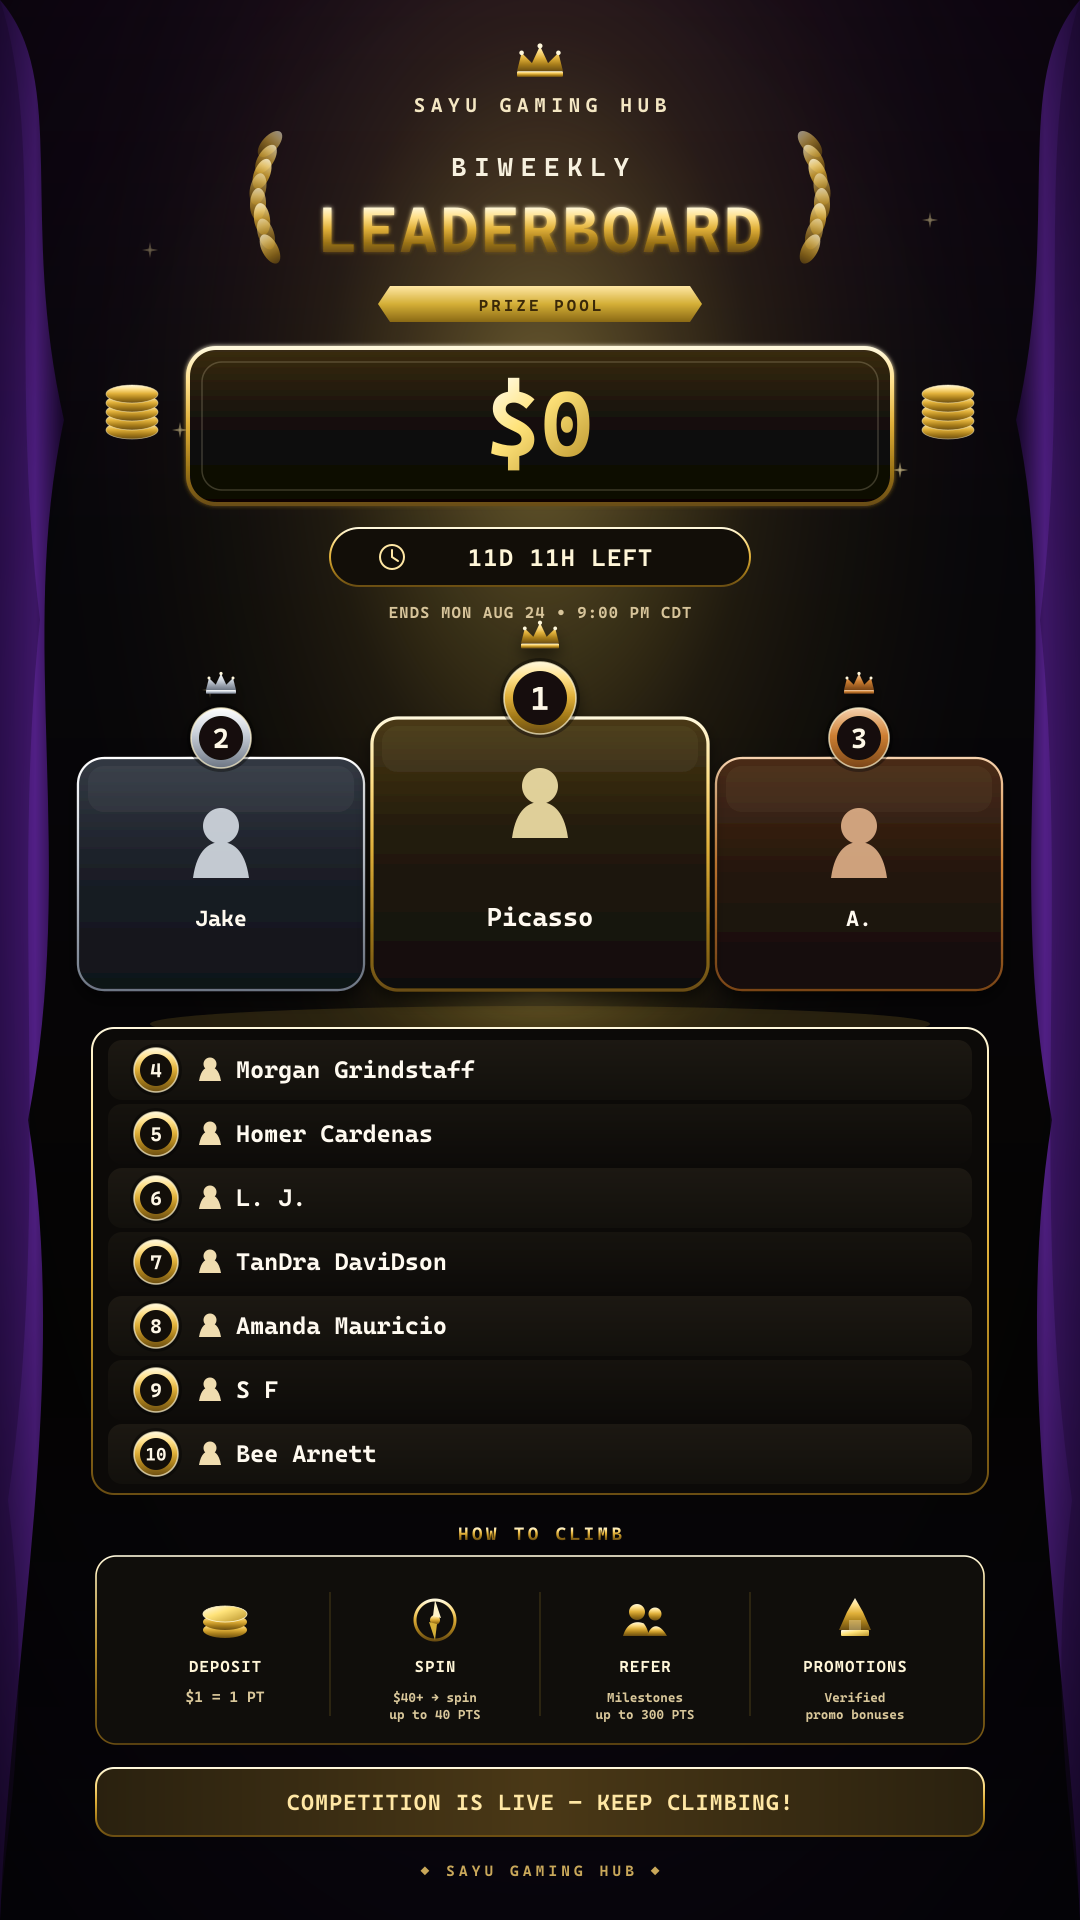 SAYU GAMING HUB
BIWEEKLY
LEADERBOARD
PRIZE POOL
$0
11D 11H LEFT
ENDS MON AUG 24 • 9:00 PM CDT
1
2
3
Jake
Picasso
A.
4 Morgan Grindstaff
5 Homer Cardenas
6 L. J.
7 TanDra DaviDson
8 Amanda Mauricio
9 S F
10 Bee Arnett
HOW TO CLIMB
DEPOSIT
$1 = 1 PT
SPIN
$40+ → spin
up to 40 PTS
REFER
Milestones
up to 300 PTS
PROMOTIONS
Verified
promo bonuses
COMPETITION IS LIVE — KEEP CLIMBING!
◆ SAYU GAMING HUB ◆